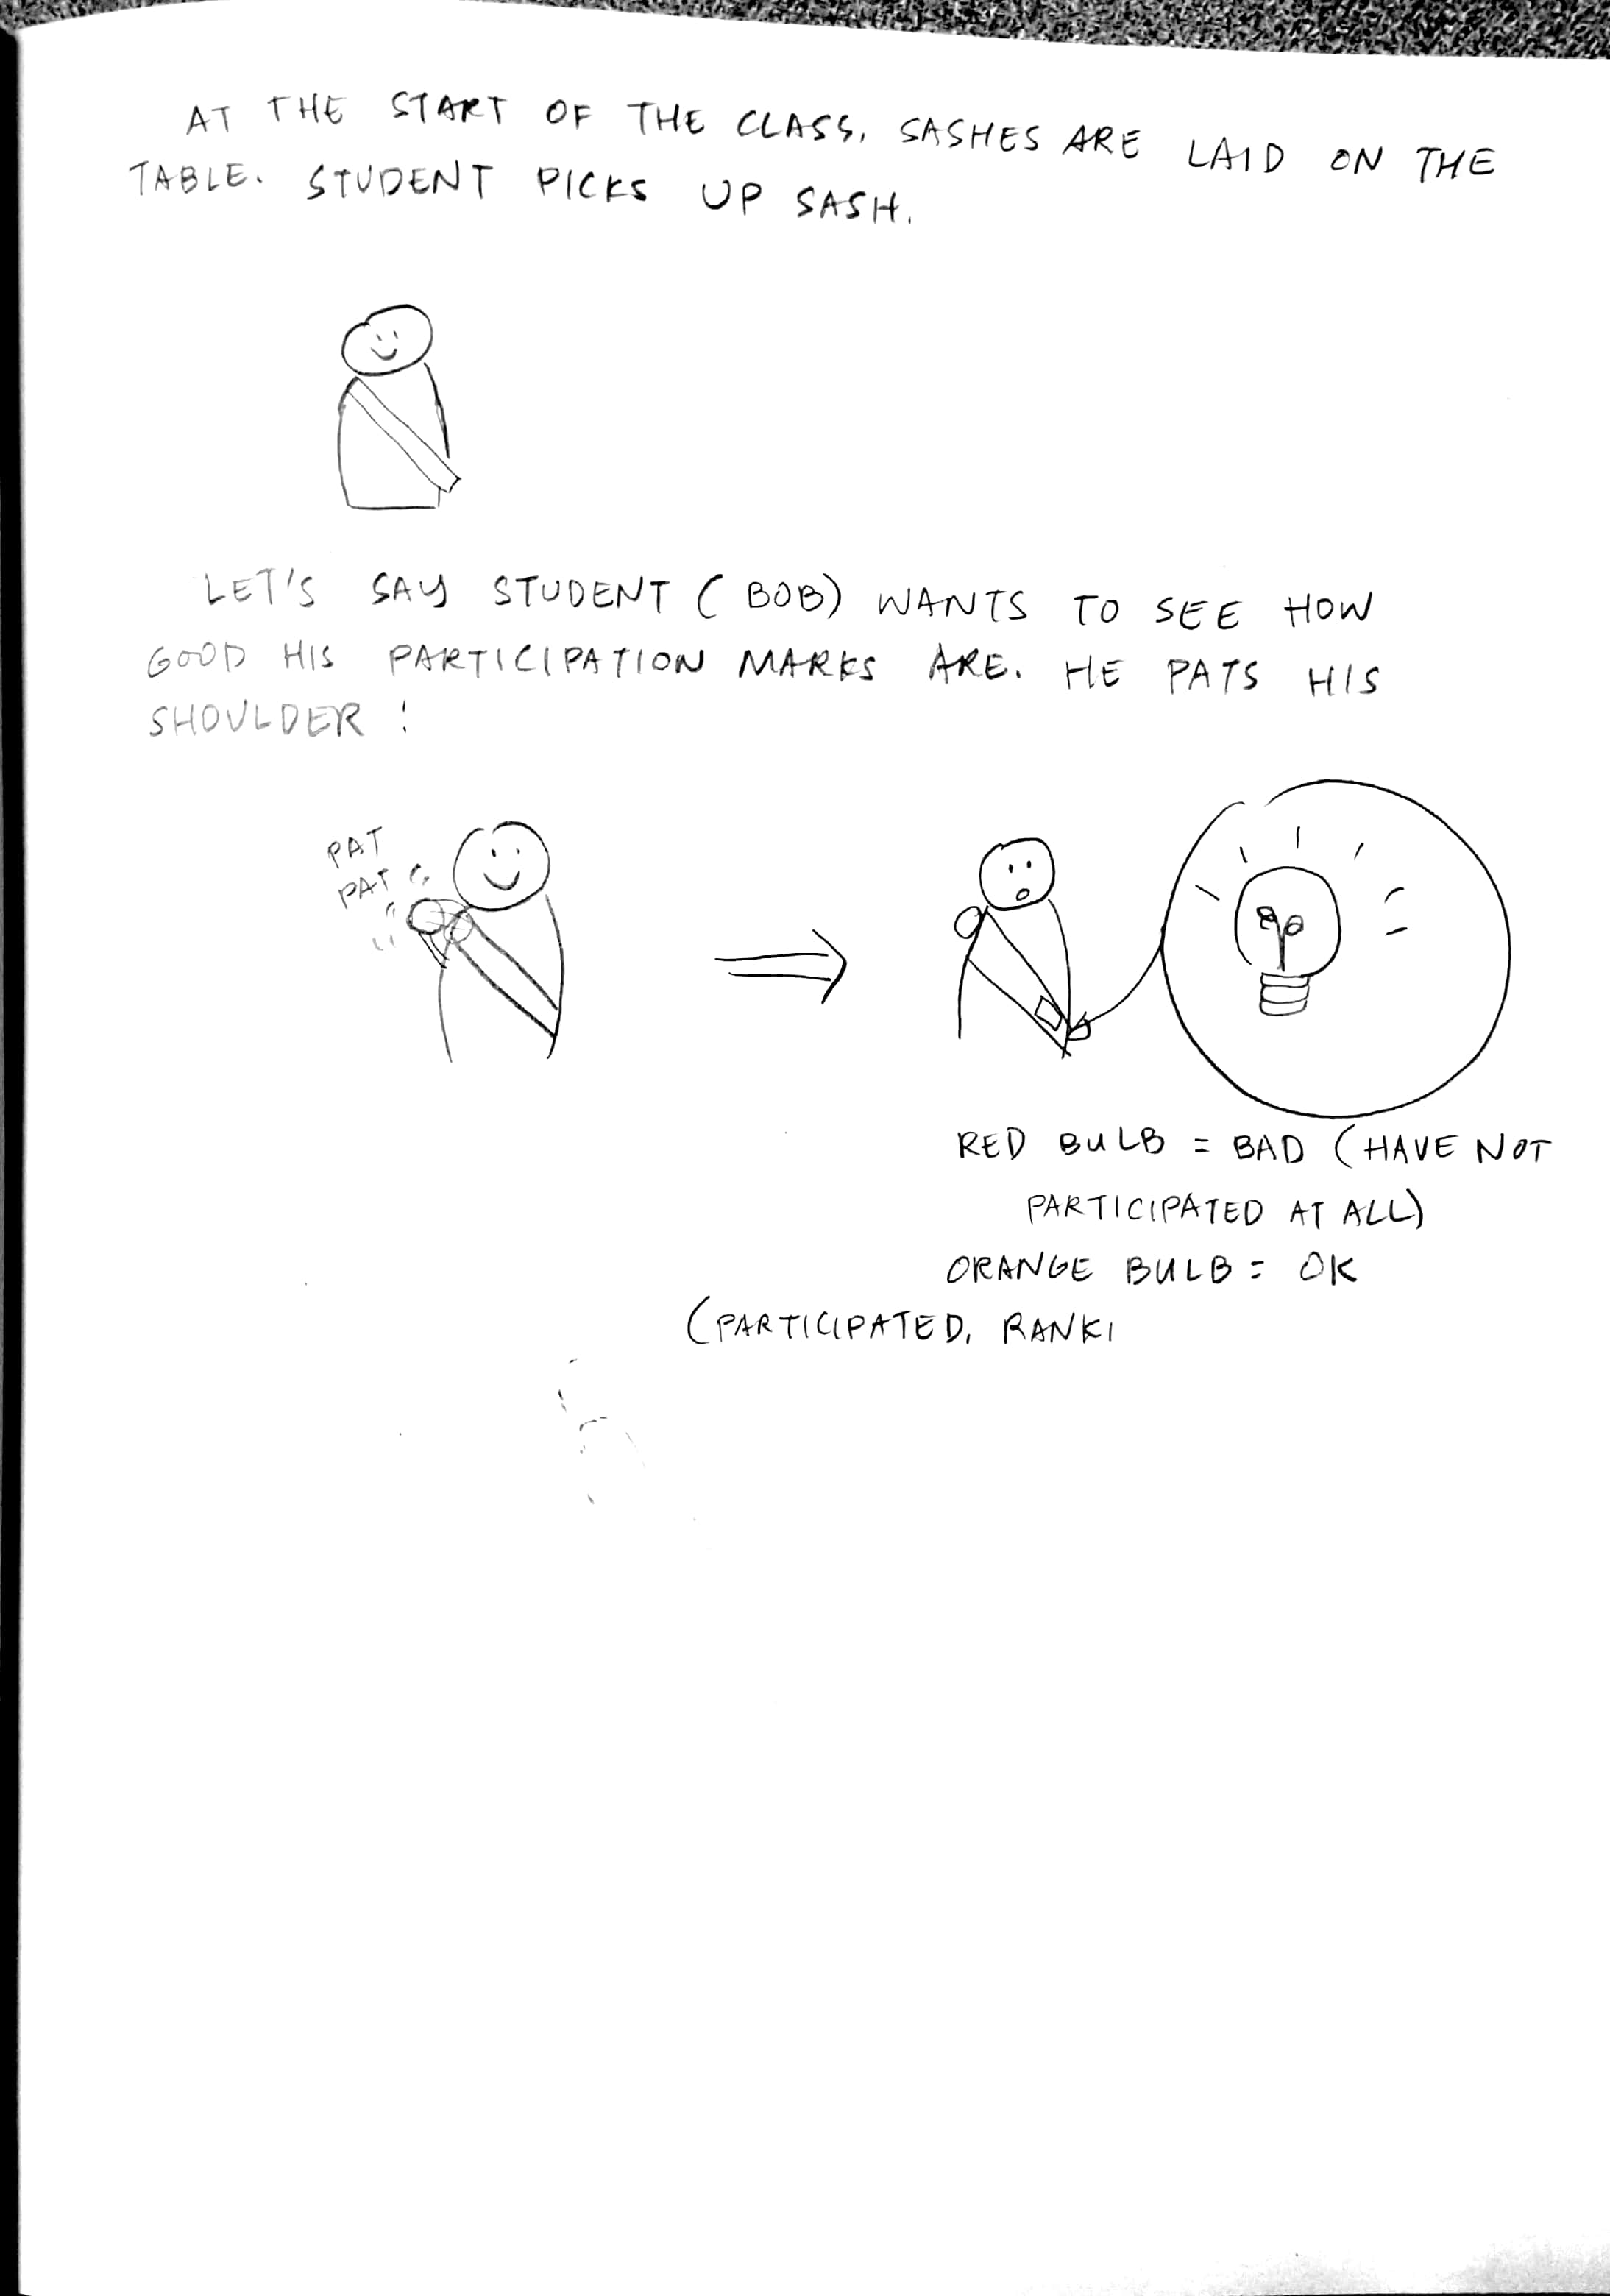 AT THE START OF THE CLASS, SASHES ARE LAID ON THE
TABLE. STUDENT PICKS UP SASH.
LET'S SAY STUDENT (BOB) WANTS TO SEE HOW
GOOD HIS PARTICIPATION MARKS ARE. HE PATS HIS
SHOULDER!
PAT
PAT
RED BULB = BAD (HAVE NOT
PARTICIPATED AT ALL)
ORANGE BULB = OK
(PARTICIPATED, RANKI